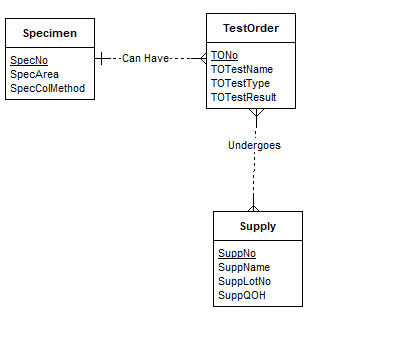 Specimen
SpecNo
SpecArea
SpecColMethod
Can Have
TestOrder
TONo
TOTestName
TOTestType
TOTestResult
Undergoes
Supply
SuppNo
SuppName
SuppLotNo
SuppQOH